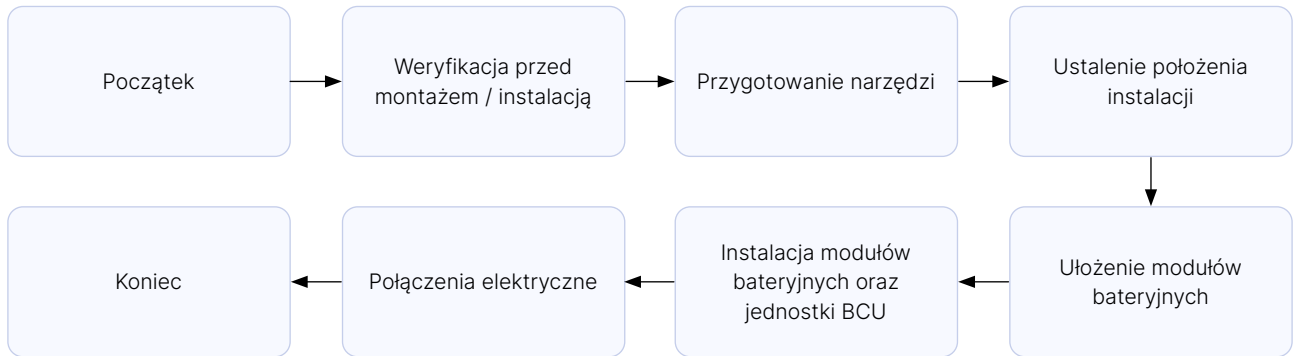 Początek
Weryfikacja przed
montażem / instalacją
Przygotowanie narzędzi
Ustalenie położenia
instalacji
Ułożenie modułów
bateryjnych
Instalacja modułów
bateryjnych oraz
jednostki BCU
Połączenia elektryczne
Koniec